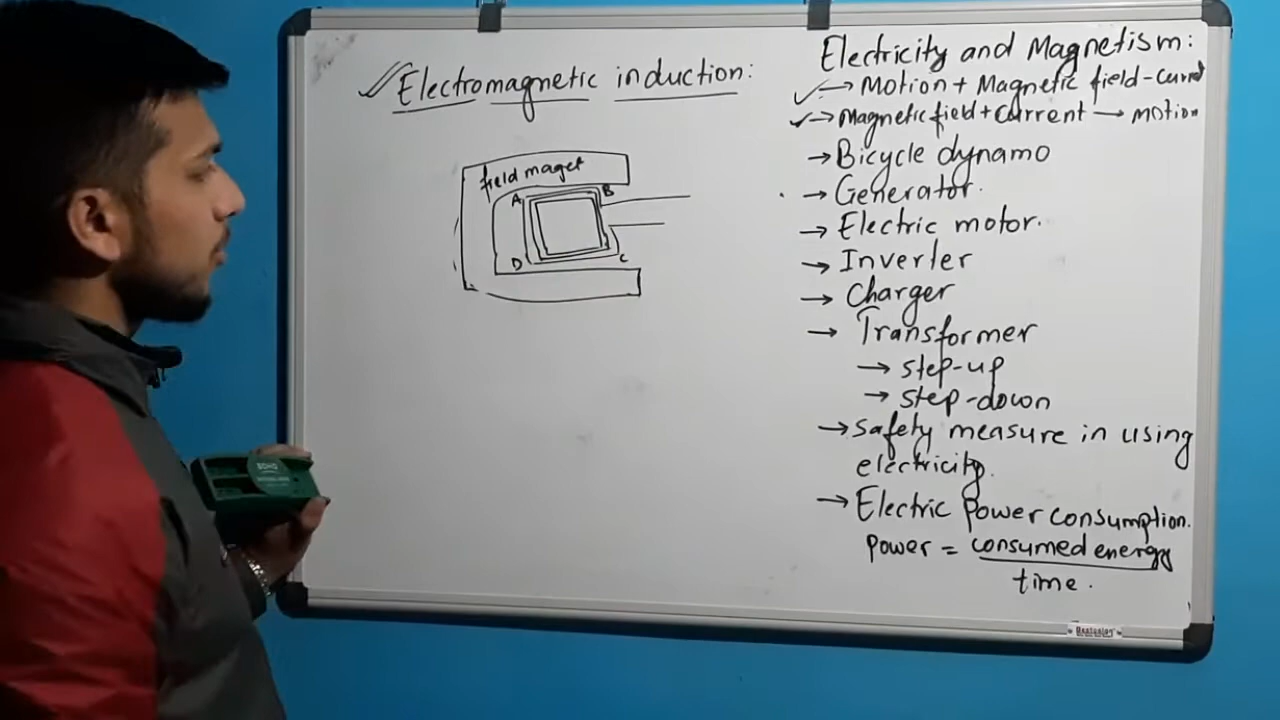 Electromagnetic induction:
field maget
A
B
D
C
Electricity and Magnetism:
→ Motion + Magnetic field-current
→ Magnetic field + Current → motion
→ Bicycle dynamo
→ Generator.
→ Electric motor.
→ Inverter
→ Charger
→ Transformer
→ step-up
→ step-down
→ safety measure in using
electricity.
→ Electric Power consumption.
Power = consumed energy
time.